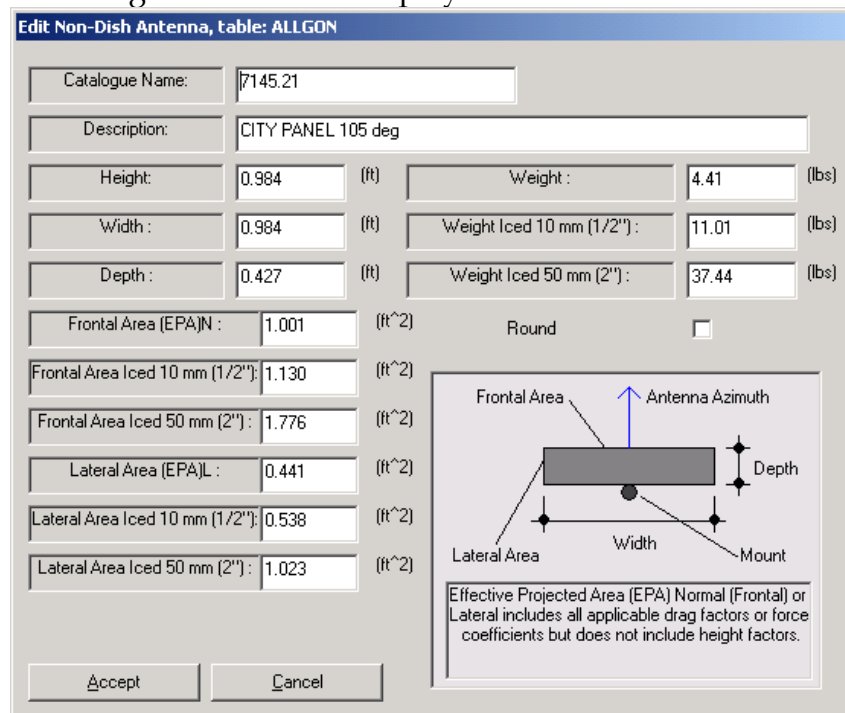 Edit Non-Dish Antenna, table: ALLGON
Catalogue Name: 7145.21
Description: CITY PANEL 105 deg
Height: 0.984 (ft) Weight : 4.41 (lbs)
Width : 0.984 (ft) Weight Iced 10 mm (1/2") : 11.01 (lbs)
Depth : 0.427 (ft) Weight Iced 50 mm (2") : 37.44 (lbs)
Frontal Area (EPA)N : 1.001 (ft^2) Round
Frontal Area Iced 10 mm (1/2"): 1.130 (ft^2)
Frontal Area Iced 50 mm (2") : 1.776 (ft^2)
Lateral Area (EPA)L : 0.441 (ft^2)
Lateral Area Iced 10 mm (1/2"): 0.538 (ft^2)
Lateral Area Iced 50 mm (2") : 1.023 (ft^2)
Frontal Area Antenna Azimuth
Depth
Width
Lateral Area Mount
Effective Projected Area (EPA) Normal (Frontal) or
Lateral includes all applicable drag factors or force
coefficients but does not include height factors.
Accept Cancel